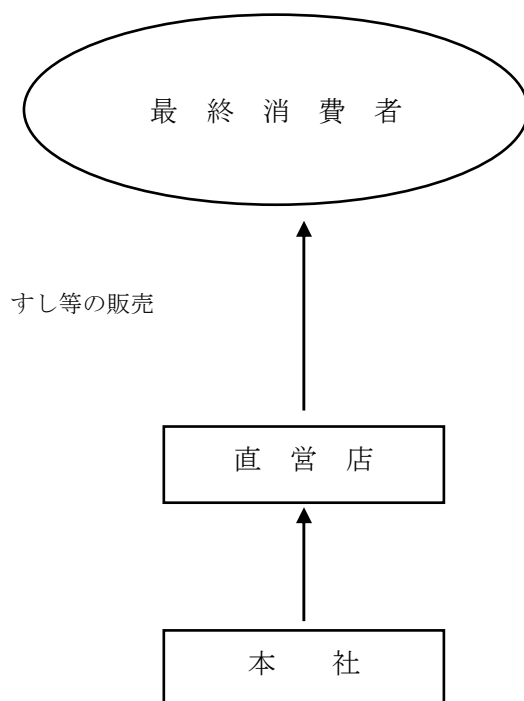 最 終 消 費 者
すし等の販売
直 営 店
本 社